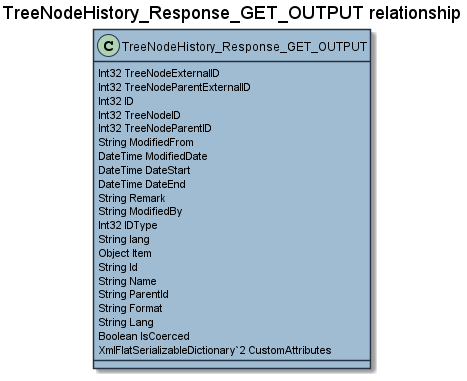 TreeNodeHistory_Response_GET_OUTPUT relationship
C TreeNodeHistory_Response_GET_OUTPUT
Int32 TreeNodeExternalID
Int32 TreeNodeParentExternalID
Int32 ID
Int32 TreeNodeID
Int32 TreeNodeParentID
String ModifiedFrom
DateTime ModifiedDate
DateTime DateStart
DateTime DateEnd
String Remark
String ModifiedBy
Int32 IDType
String lang
Object Item
String Id
String Name
String ParentId
String Format
String Lang
Boolean IsCoerced
XmlFlatSerializableDictionary`2 CustomAttributes